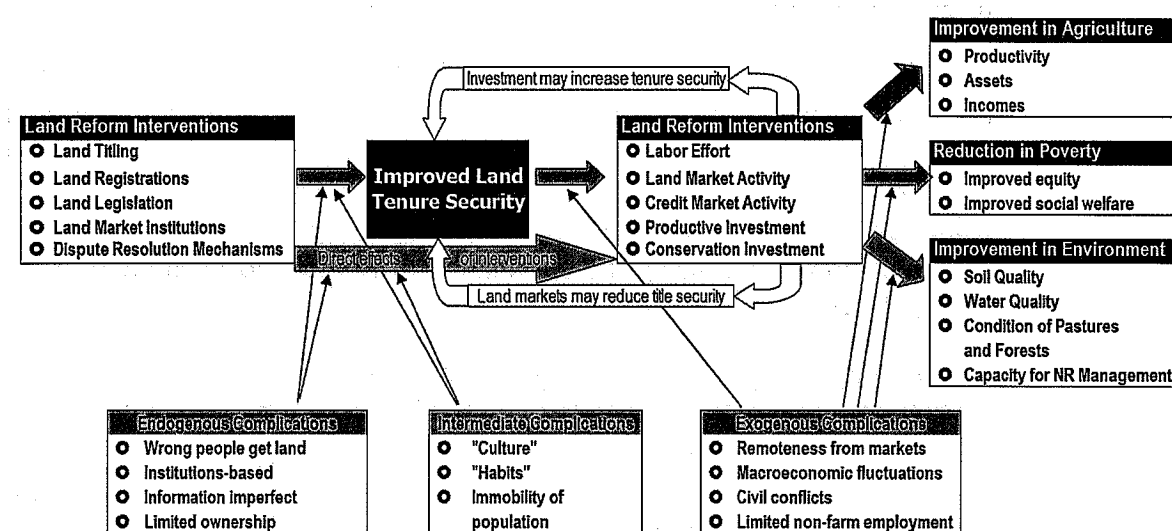 Improvement in Agriculture
Productivity
Assets
Incomes
Investment may increase tenure security
Land Reform Interventions
Land Titling
Land Registrations
Land Legislation
Land Market Institutions
Dispute Resolution Mechanisms
Improved Land
Tenure Security
Land Reform Interventions
Labor Effort
Land Market Activity
Credit Market Activity
Productive Investment
Conservation Investment
Reduction in Poverty
Improved equity
Improved social welfare
Direct effects of interventions
Land markets may reduce title security
Improvement in Environment
Soil Quality
Water Quality
Condition of Pastures
and Forests
Capacity for NR Management
Endogenous Complications
Wrong people get land
Institutions-based
Information imperfect
Limited ownership
Intermediate Complications
"Culture"
"Habits"
Immobility of
population
Exogenous Complications
Remoteness from markets
Macroeconomic fluctuations
Civil conflicts
Limited non-farm employment